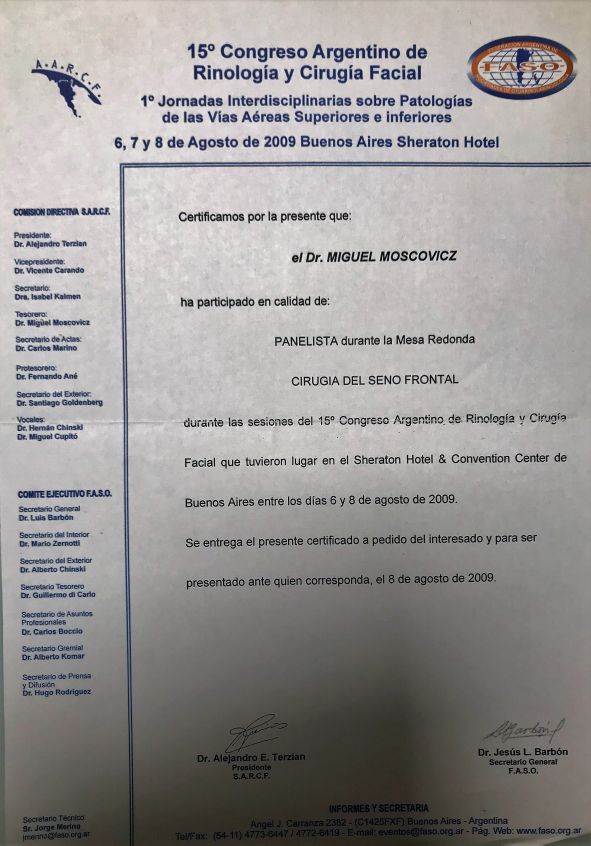 15º Congreso Argentino de
Rinología y Cirugía Facial
1º Jornadas Interdisciplinarias sobre Patologías
de las Vías Aéreas Superiores e inferiores
6, 7 y 8 de Agosto de 2009 Buenos Aires Sheraton Hotel
A.A.R.C.F.
FEDERACION ARGENTINA DE
F.A.S.O.
COMISION DIRECTIVA S.A.R.C.F.
Presidente:
Dr. Alejandro Terzian
Vicepresidente:
Dr. Vicente Carando
Secretario:
Dra. Isabel Kaimen
Tesorero:
Dr. Miguel Moscovicz
Secretario de Actas:
Dr. Carlos Marino
Protesorero:
Dr. Fernando Ané
Secretario del Exterior:
Dr. Santiago Goldenberg
Vocales:
Dr. Hernán Chinski
Dr. Miguel Cupitó
COMITE EJECUTIVO F.A.S.O.
Secretario General
Dr. Luis Barbón
Secretario del Interior
Dr. Mario Zernotti
Secretario del Exterior
Dr. Alberto Chinski
Secretario Tesorero
Dr. Guillermo di Carlo
Secretario de Asuntos
Profesionales
Dr. Carlos Boccio
Secretario Gremial
Dr. Alberto Komar
Secretario de Prensa
y Difusión
Dr. Hugo Rodriguez
Secretario Técnico:
Sr. Jorge Merino
jmerino@faso.org.ar
Certificamos por la presente que:
el Dr. MIGUEL MOSCOVICZ
ha participado en calidad de:
PANELISTA durante la Mesa Redonda
CIRUGIA DEL SENO FRONTAL
durante las sesiones del 15º Congreso Argentino de Rinología y Cirugía
Facial que tuvieron lugar en el Sheraton Hotel & Convention Center de
Buenos Aires entre los días 6 y 8 de agosto de 2009.
Se entrega el presente certificado a pedido del interesado y para ser
presentado ante quien corresponda, el 8 de agosto de 2009.
Dr. Alejandro E. Terzian
Presidente
S.A.R.C.F.
Dr. Jesús L. Barbón
Secretario General
F.A.S.O.
INFORMES Y SECRETARIA
Angel J. Carranza 2382 - (C1425FXF) Buenos Aires - Argentina
Tel/Fax: (54-11) 4773-6447 / 4772-6419 - E-mail: eventos@faso.org.ar - Pág. Web: www.faso.org.ar